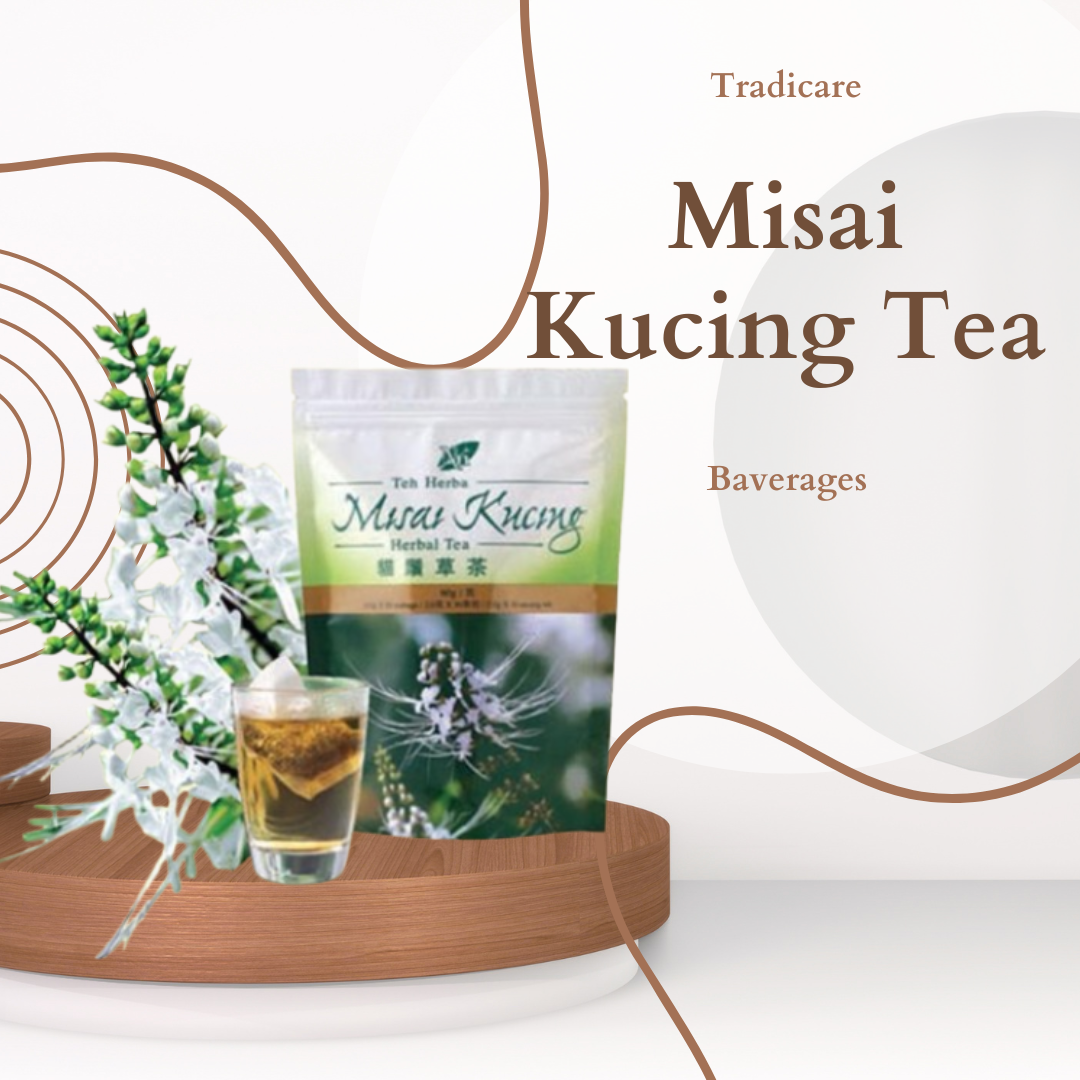 Tradicare
Misai
Kucing Tea
Baverages
Teh Herba
Misai Kucing
Herbal Tea
貓鬚草茶